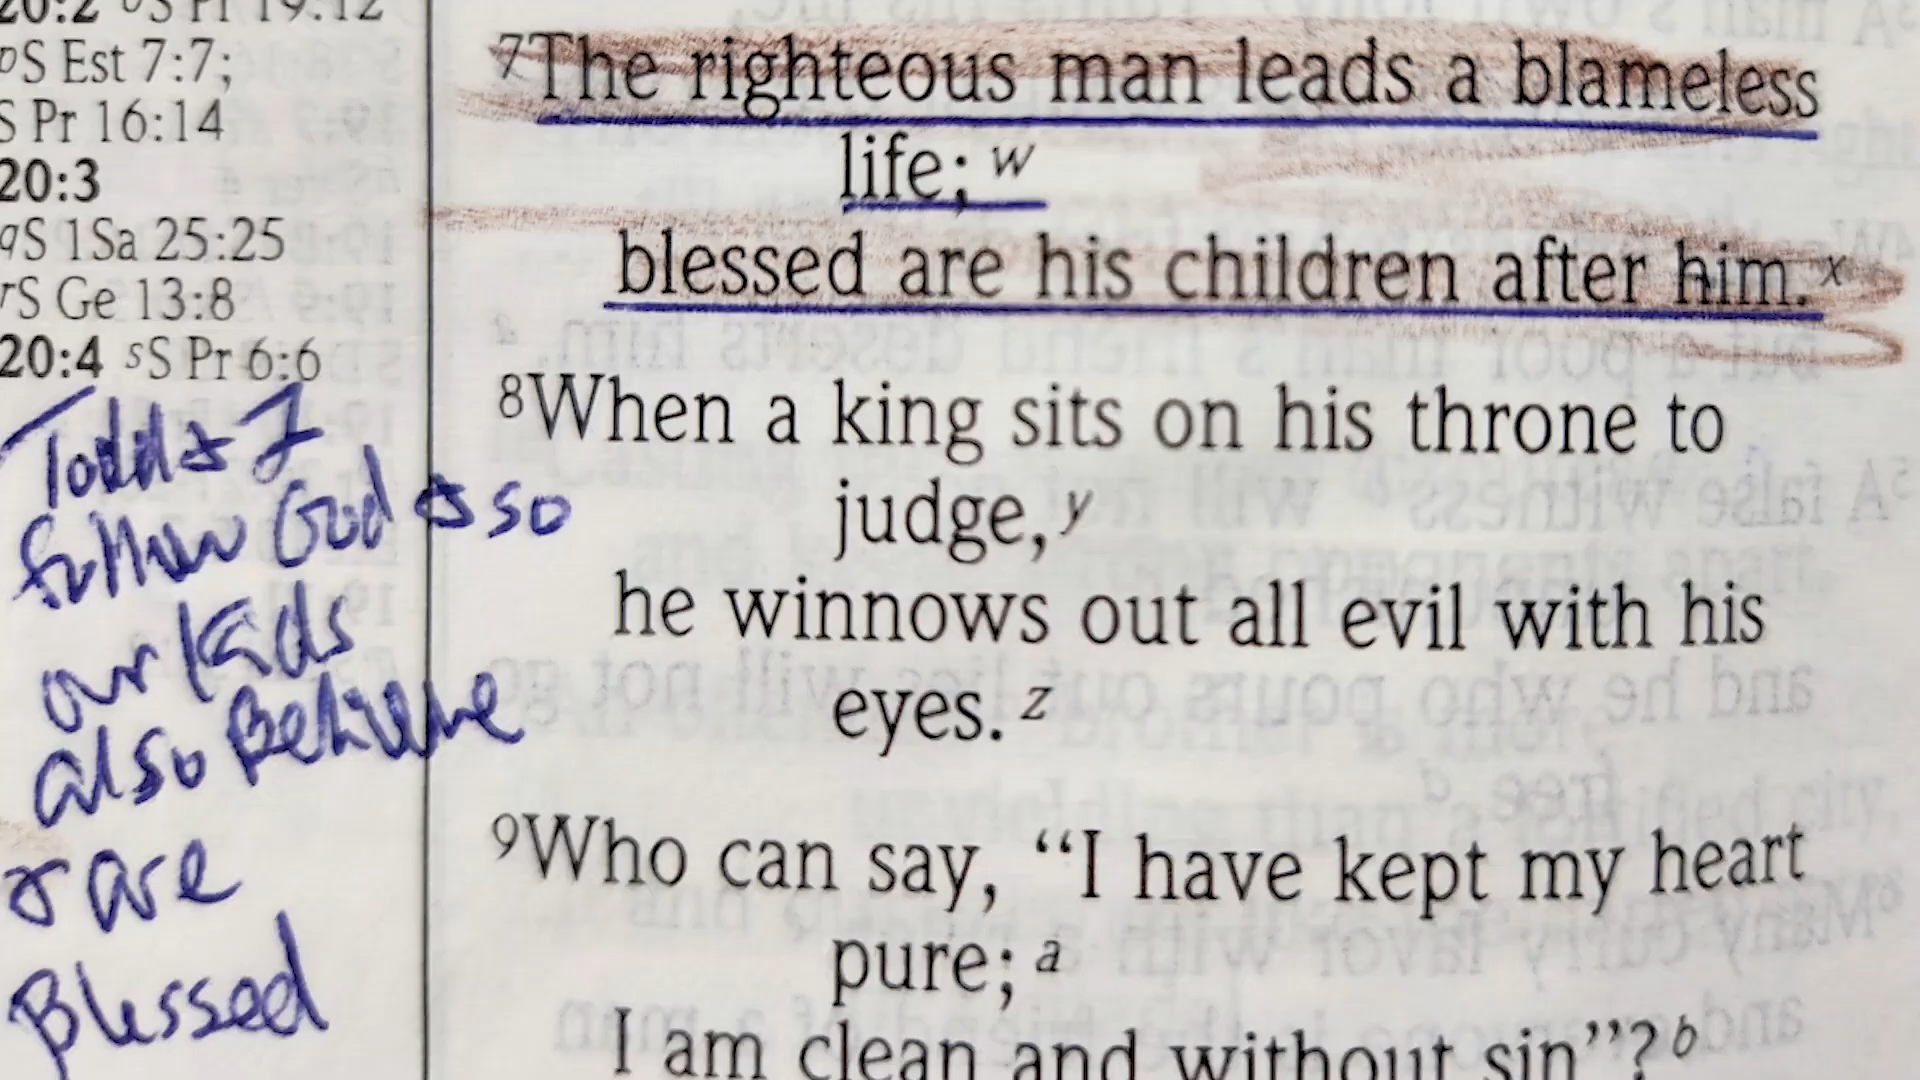 20:2 oS Pr 19:12
pS Est 7:7;
S Pr 16:14
20:3
qS 1Sa 25:25
rS Ge 13:8
20:4 sS Pr 6:6
Todd & I
follow God & so
our kids
also Believe
& are
Blessed
7The righteous man leads a blameless
life; w
blessed are his children after him. x
8When a king sits on his throne to
judge, y
he winnows out all evil with his
eyes. z
9Who can say, “I have kept my heart
pure; a
I am clean and without sin”? b